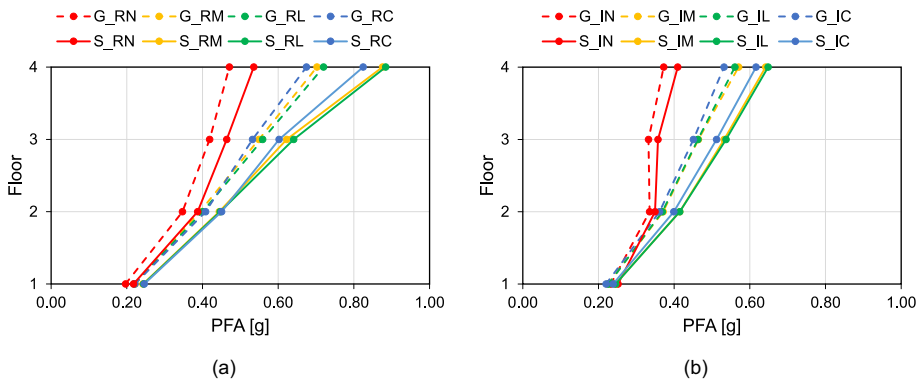 G_RN G_RM G_RL G_RC
S_RN S_RM S_RL S_RC
4
3
2
1
Floor
0.00 0.20 0.40 0.60 0.80 1.00
PFA [g]
(a)
G_IN G_IM G_IL G_IC
S_IN S_IM S_IL S_IC
4
3
2
1
Floor
0.00 0.20 0.40 0.60 0.80 1.00
PFA [g]
(b)